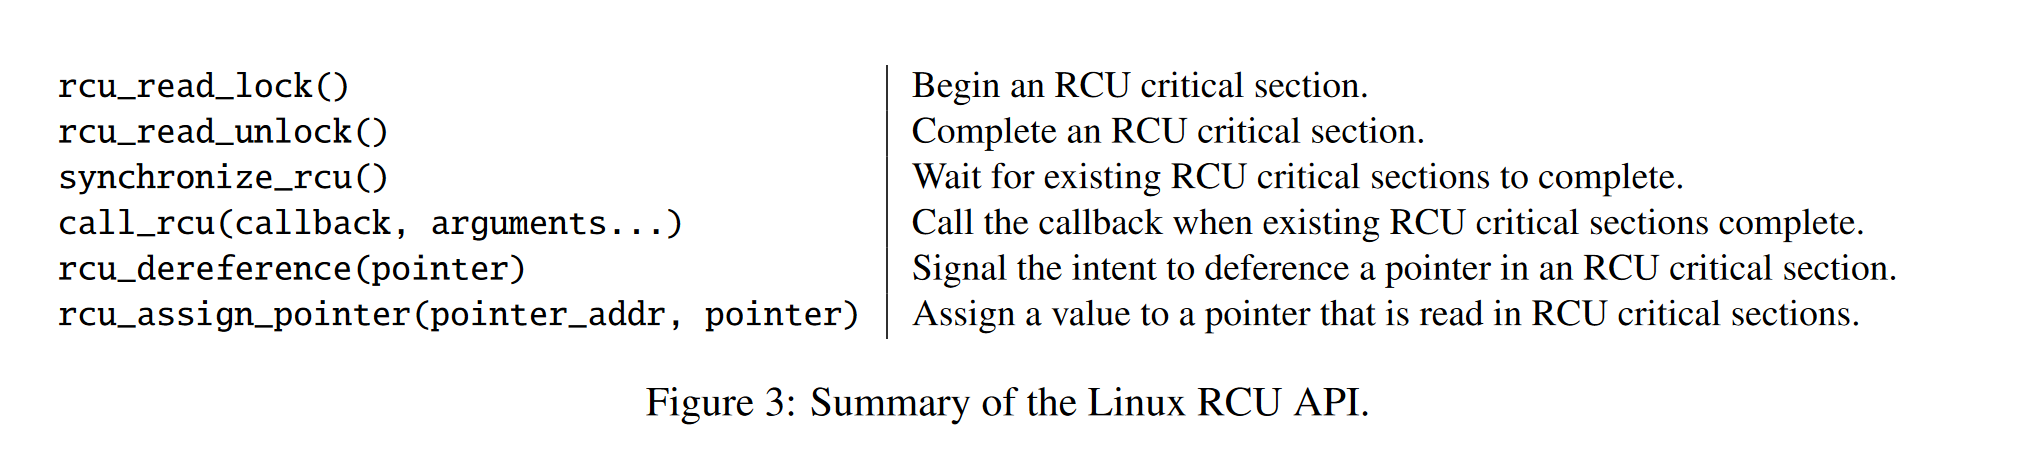 rcu_read_lock() Begin an RCU critical section.
rcu_read_unlock() Complete an RCU critical section.
synchronize_rcu() Wait for existing RCU critical sections to complete.
call_rcu(callback, arguments...) Call the callback when existing RCU critical sections complete.
rcu_dereference(pointer) Signal the intent to deference a pointer in an RCU critical section.
rcu_assign_pointer(pointer_addr, pointer) Assign a value to a pointer that is read in RCU critical sections.
Figure 3: Summary of the Linux RCU API.